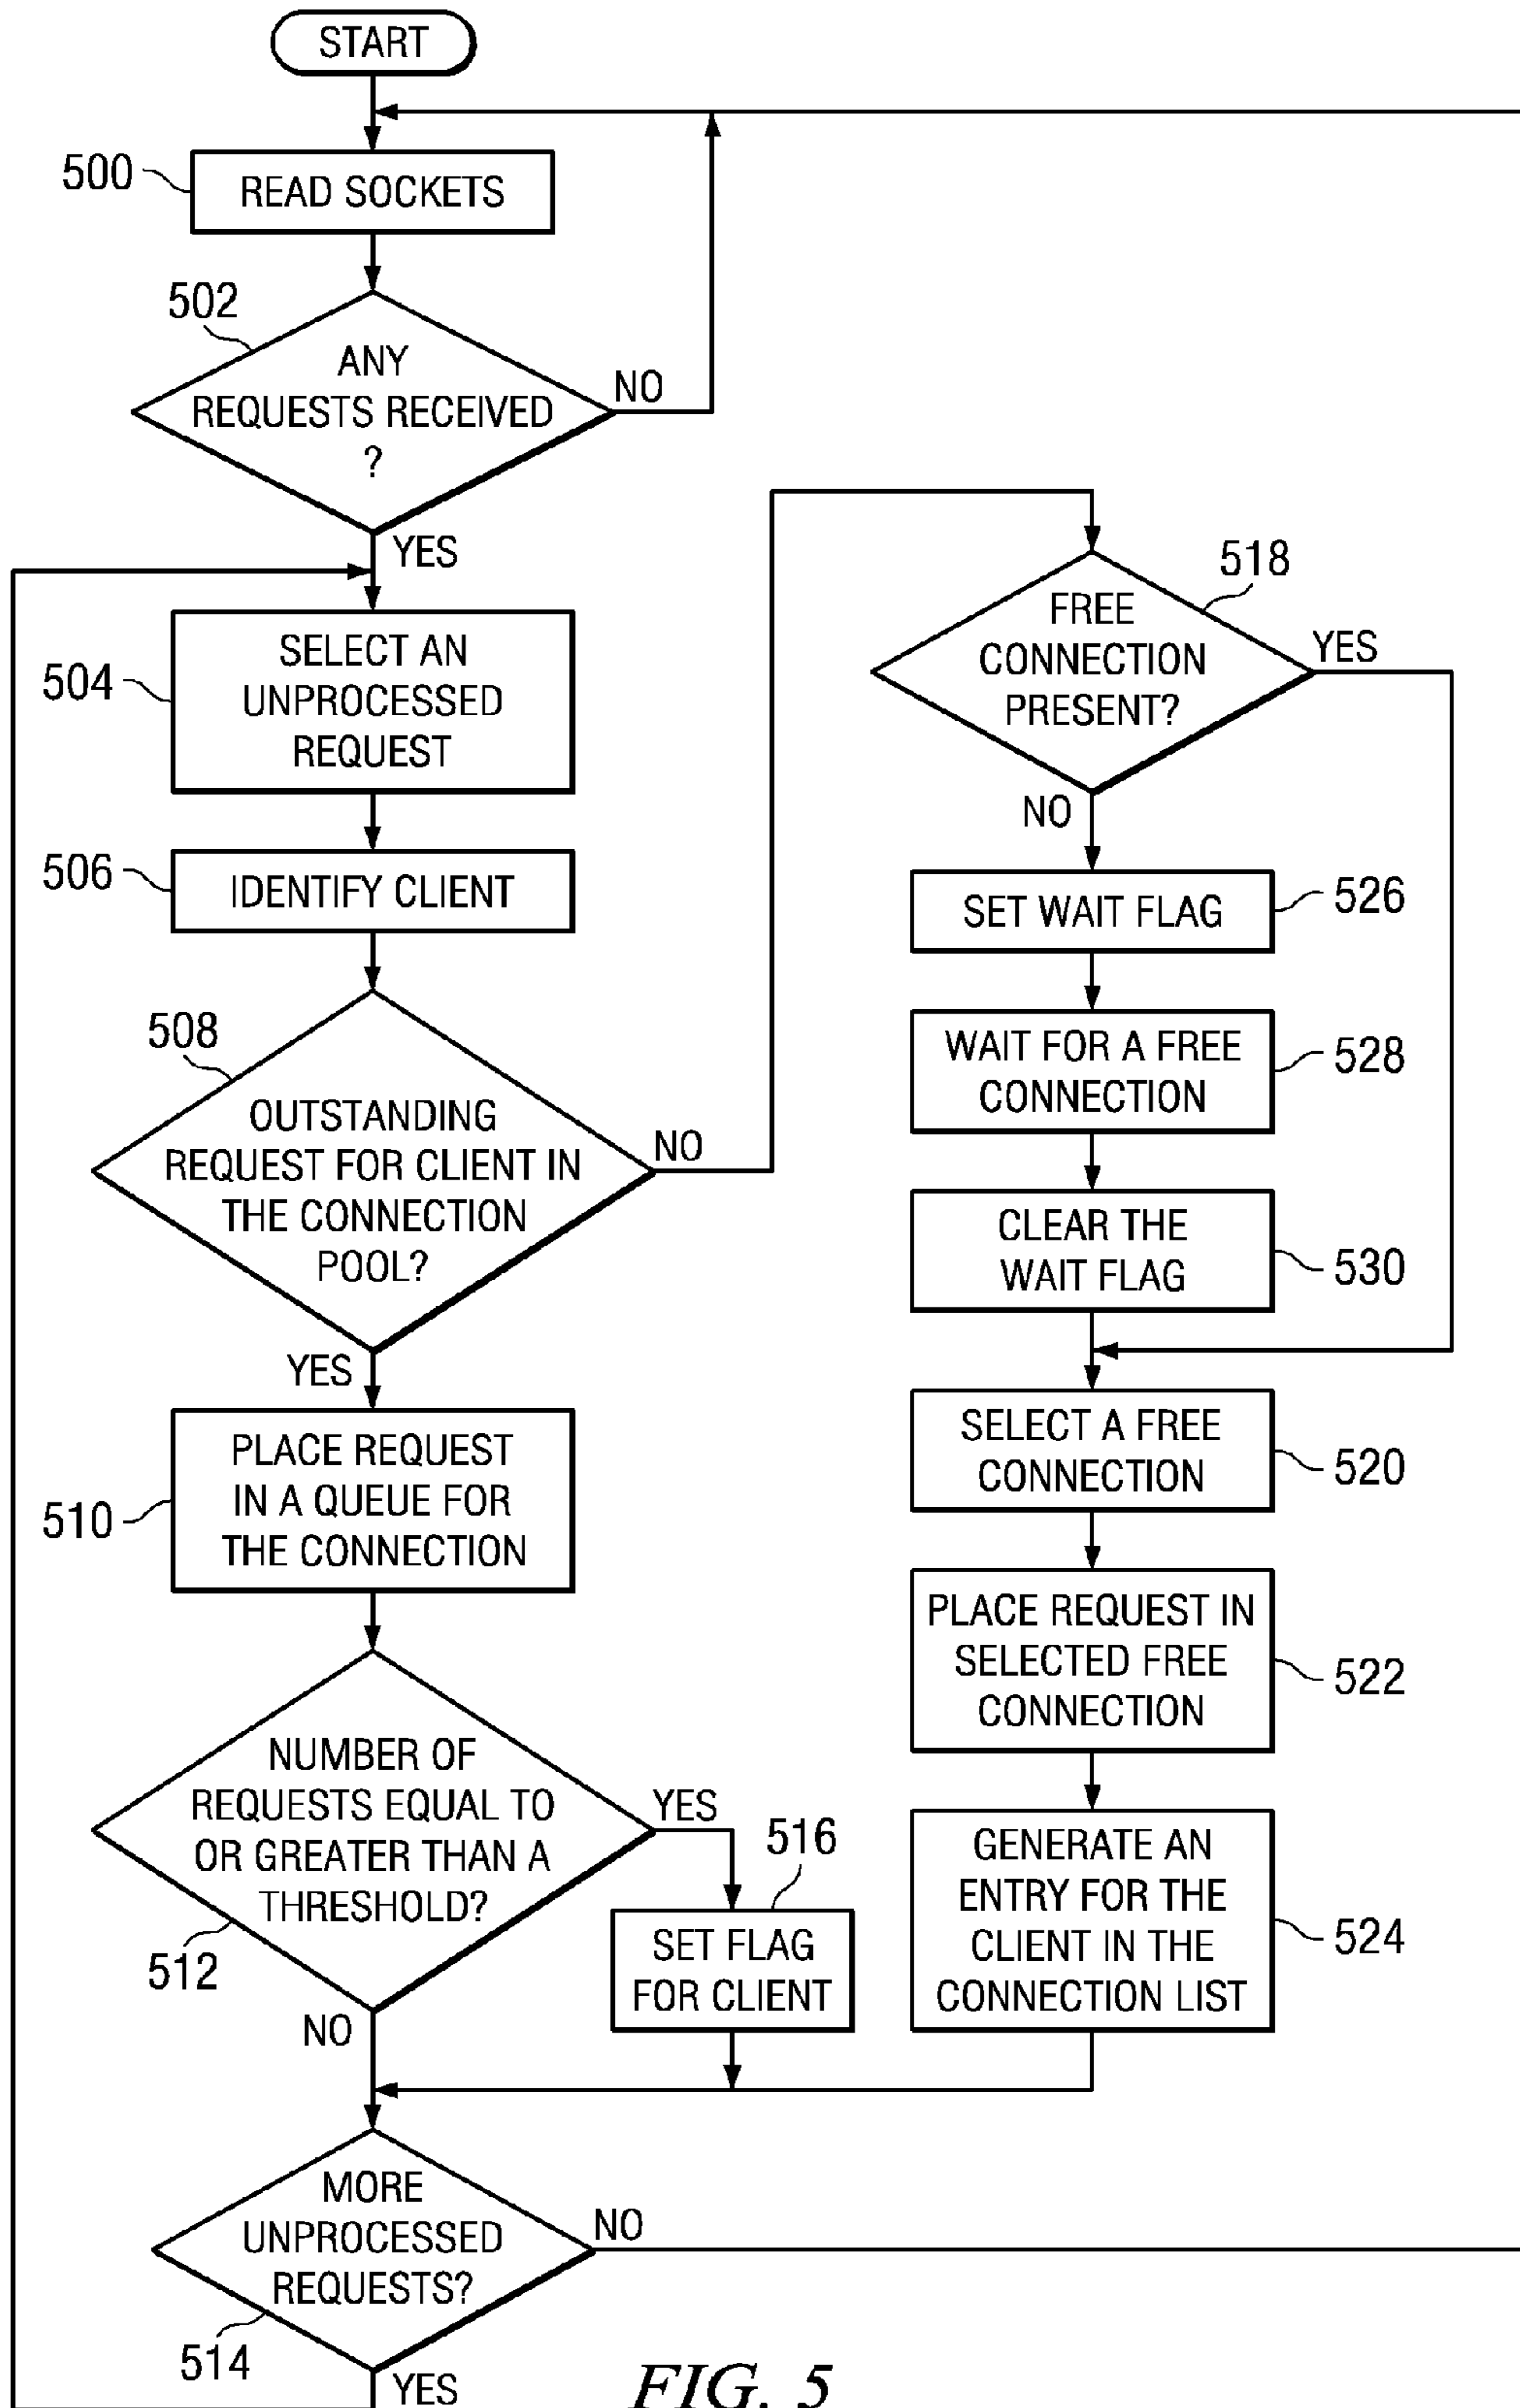 START
500
READ SOCKETS
502
ANY
REQUESTS RECEIVED
?
NO
YES
504
SELECT AN
UNPROCESSED
REQUEST
506
IDENTIFY CLIENT
508
OUTSTANDING
REQUEST FOR CLIENT IN
THE CONNECTION
POOL?
NO
YES
510
PLACE REQUEST
IN A QUEUE FOR
THE CONNECTION
NUMBER OF
REQUESTS EQUAL TO
OR GREATER THAN A
THRESHOLD?
512
YES
516
SET FLAG
FOR CLIENT
NO
MORE
UNPROCESSED
REQUESTS?
514
NO
YES
518
FREE
CONNECTION
PRESENT?
YES
NO
SET WAIT FLAG
526
WAIT FOR A FREE
CONNECTION
528
CLEAR THE
WAIT FLAG
530
SELECT A FREE
CONNECTION
520
PLACE REQUEST IN
SELECTED FREE
CONNECTION
522
GENERATE AN
ENTRY FOR THE
CLIENT IN THE
CONNECTION LIST
524
FIG. 5